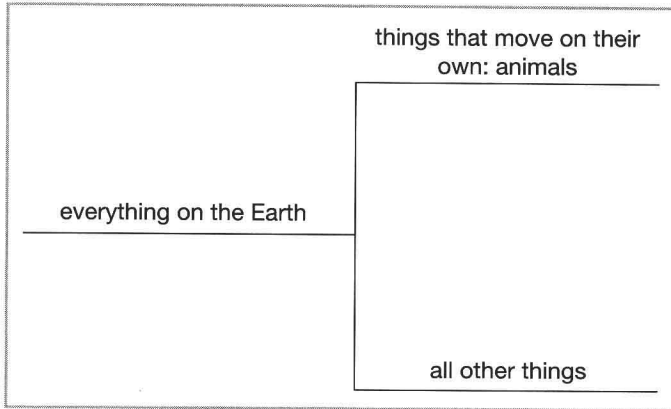 things that move on their
own: animals
everything on the Earth
all other things